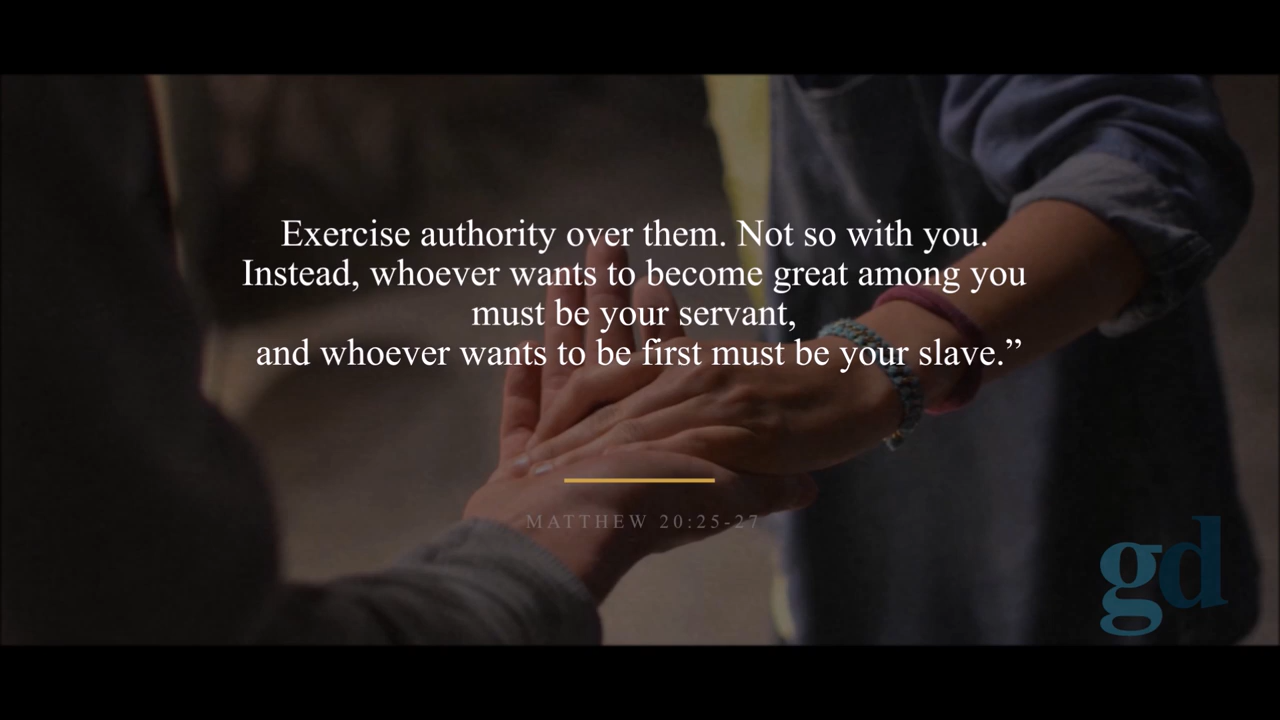 Exercise authority over them. Not so with you.
Instead, whoever wants to become great among you
must be your servant,
and whoever wants to be first must be your slave.”
MATTHEW 20:25-27
gd